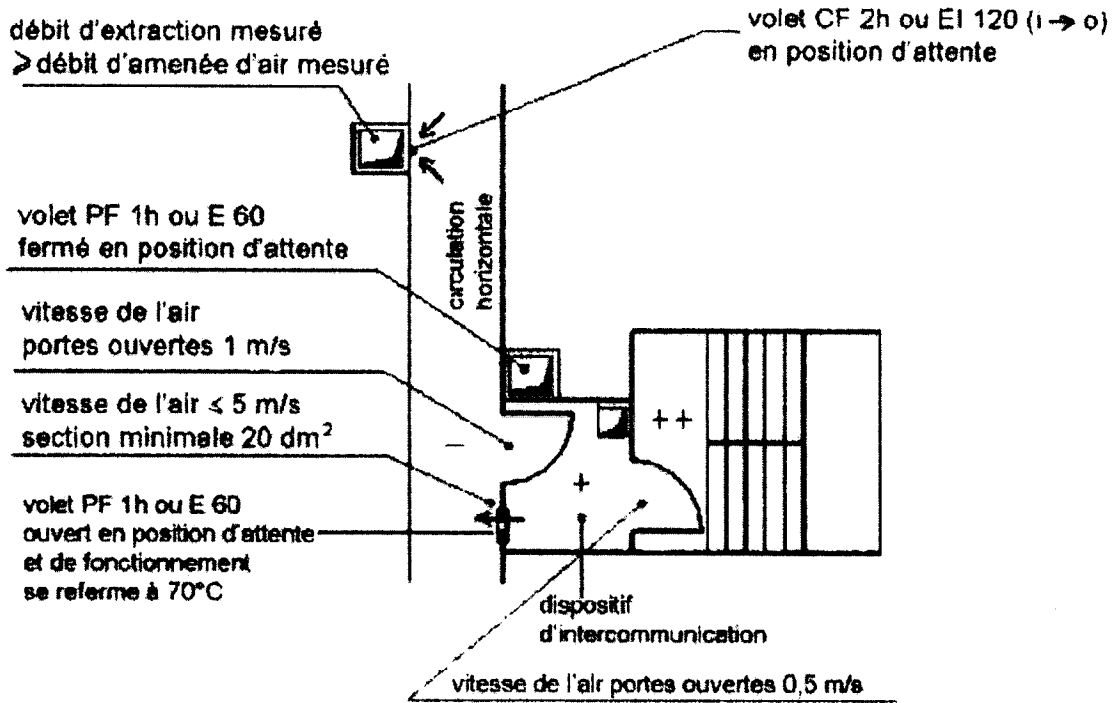 débit d'extraction mesuré
⩾ débit d'amenée d'air mesuré
volet CF 2h ou EI 120 (i → o)
en position d'attente
volet PF 1h ou E 60
fermé en position d'attente
circulation
horizontale
vitesse de l'air
portes ouvertes 1 m/s
vitesse de l'air ⩽ 5 m/s
section minimale 20 dm²
volet PF 1h ou E 60
ouvert en position d'attente
et de fonctionnement
se referme à 70°C
−
+
++
dispositif
d'intercommunication
vitesse de l'air portes ouvertes 0,5 m/s